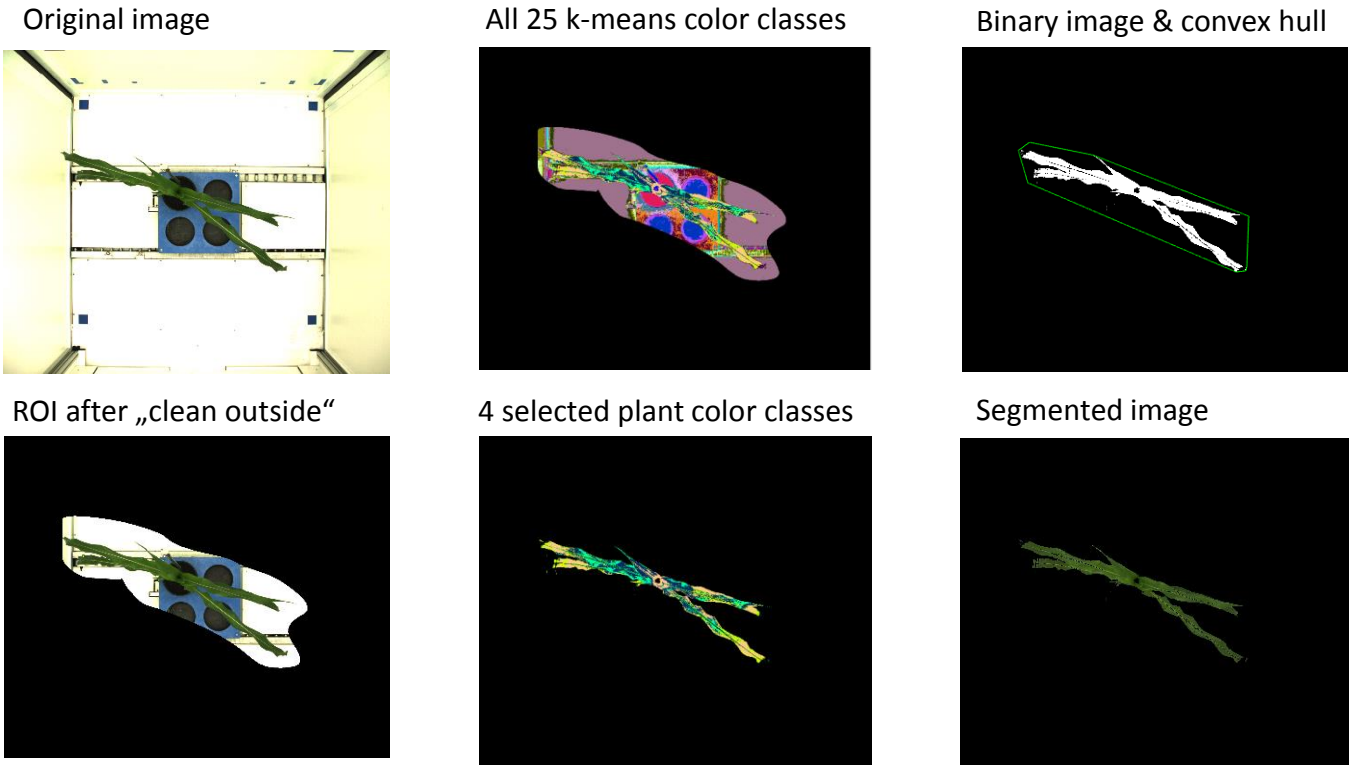 Original image
All 25 k-means color classes
Binary image & convex hull
ROI after „clean outside“
4 selected plant color classes
Segmented image